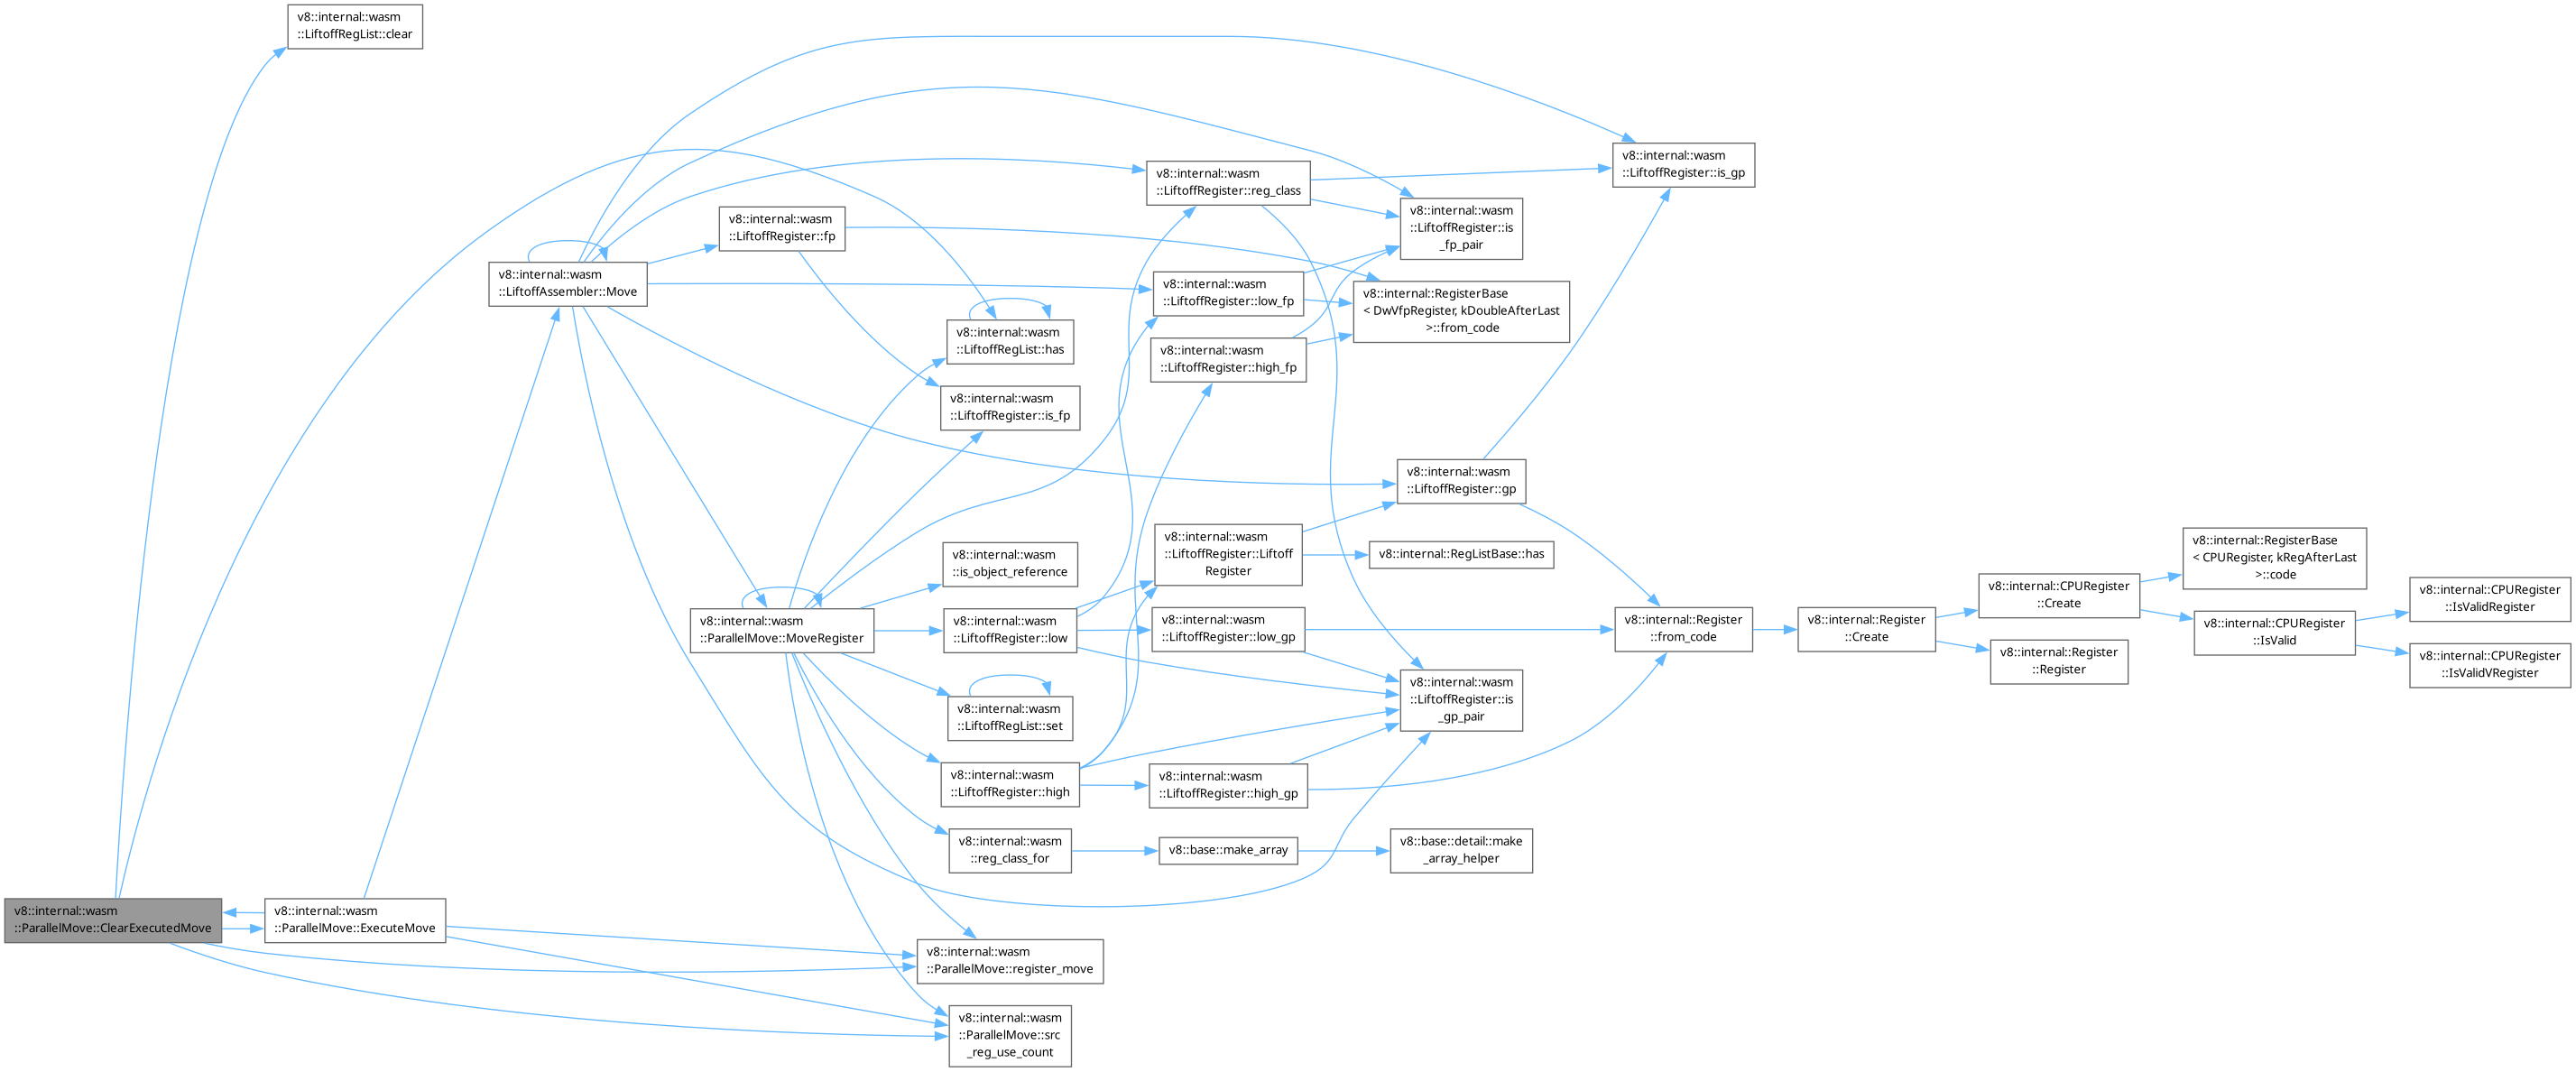 v8::internal::wasm
::LiftoffRegList::clear
v8::internal::wasm
::LiftoffRegister::is_gp
v8::internal::wasm
::LiftoffRegister::reg_class
v8::internal::wasm
::LiftoffRegister::is
_fp_pair
v8::internal::wasm
::LiftoffRegister::fp
v8::internal::wasm
::LiftoffAssembler::Move
v8::internal::wasm
::LiftoffRegister::low_fp
v8::internal::RegisterBase
< DwVfpRegister, kDoubleAfterLast
>::from_code
v8::internal::wasm
::LiftoffRegList::has
v8::internal::wasm
::LiftoffRegister::high_fp
v8::internal::wasm
::LiftoffRegister::is_fp
v8::internal::wasm
::LiftoffRegister::gp
v8::internal::wasm
::LiftoffRegister::Liftoff
Register
v8::internal::RegListBase::has
v8::internal::wasm
::is_object_reference
v8::internal::RegisterBase
< CPURegister, kRegAfterLast
>::code
v8::internal::CPURegister
::Create
v8::internal::CPURegister
::IsValidRegister
v8::internal::wasm
::ParallelMove::MoveRegister
v8::internal::wasm
::LiftoffRegister::low
v8::internal::wasm
::LiftoffRegister::low_gp
v8::internal::Register
::from_code
v8::internal::Register
::Create
v8::internal::CPURegister
::IsValid
v8::internal::Register
::Register
v8::internal::CPURegister
::IsValidVRegister
v8::internal::wasm
::LiftoffRegList::set
v8::internal::wasm
::LiftoffRegister::is
_gp_pair
v8::internal::wasm
::LiftoffRegister::high
v8::internal::wasm
::LiftoffRegister::high_gp
v8::internal::wasm
::reg_class_for
v8::base::make_array
v8::base::detail::make
_array_helper
v8::internal::wasm
::ParallelMove::ClearExecutedMove
v8::internal::wasm
::ParallelMove::ExecuteMove
v8::internal::wasm
::ParallelMove::register_move
v8::internal::wasm
::ParallelMove::src
_reg_use_count